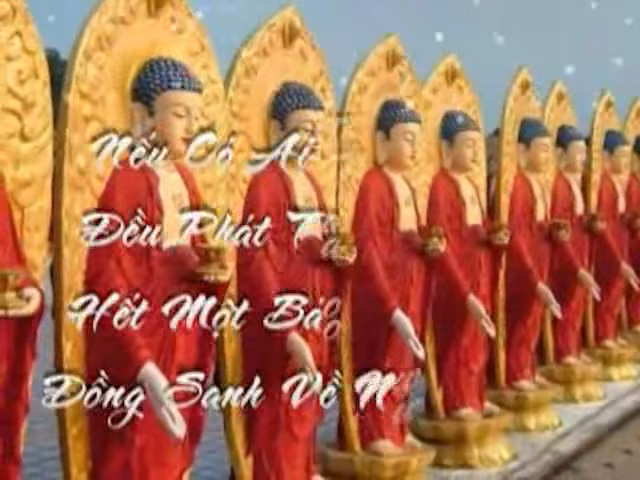 Nếu Có Ai
Đều Phát
Hết Một
Đồng Sanh Về